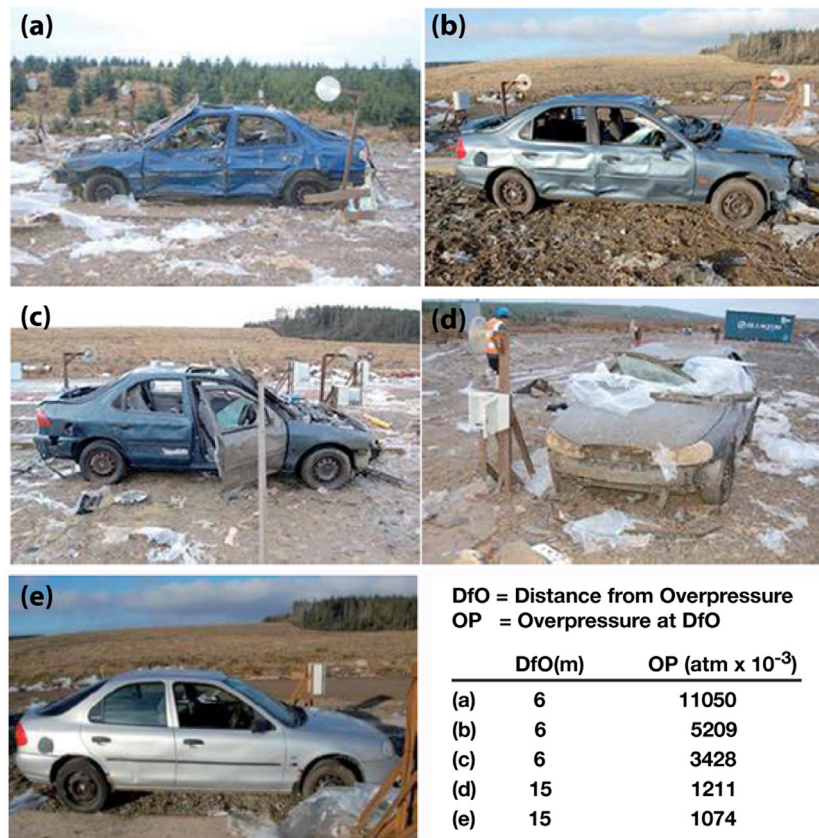 (a)
(b)
(c)
(d)
(e)
DfO = Distance from Overpressure
OP = Overpressure at DfO
DfO(m) OP (atm x 10⁻³)
(a) 6 11050
(b) 6 5209
(c) 6 3428
(d) 15 1211
(e) 15 1074